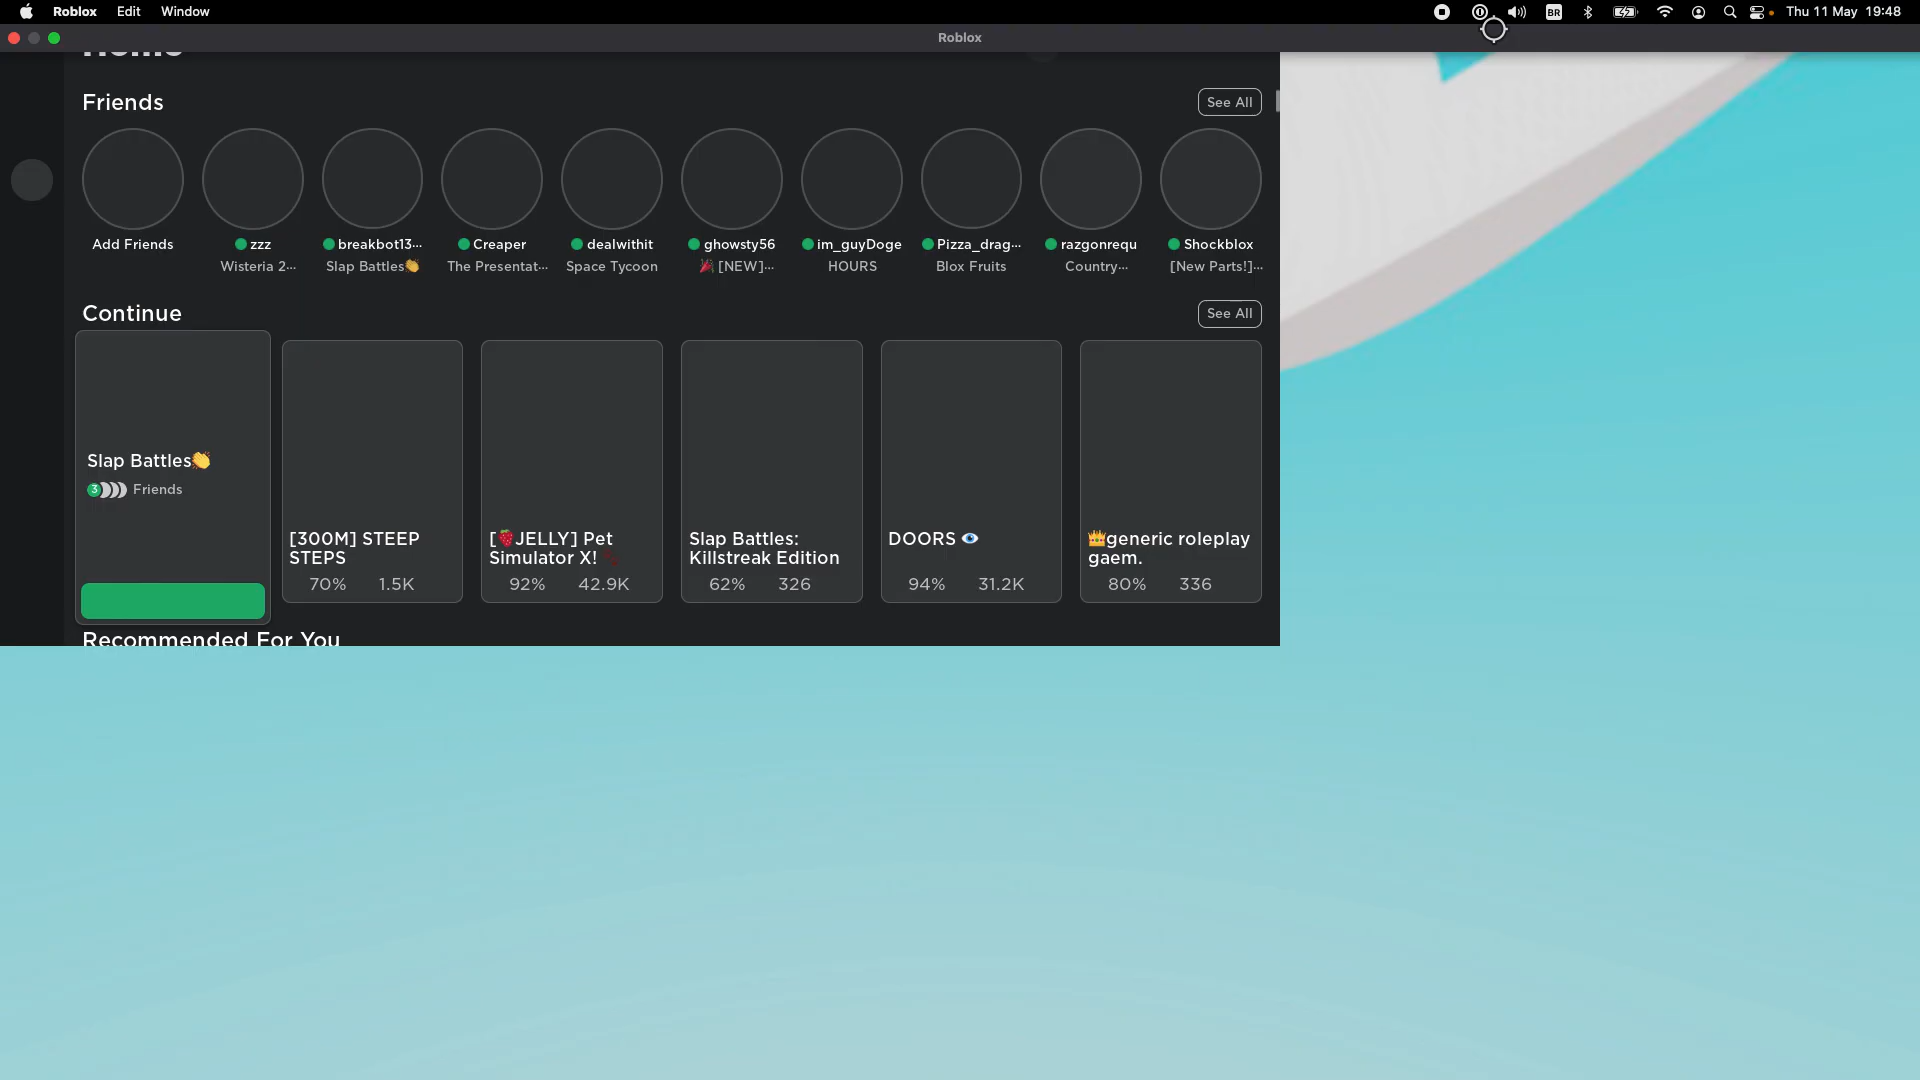 Roblox Edit Window BR Thu 11 May 19:48
Roblox
Home
Friends See All
Add Friends zzz breakbot13... Creaper dealwithit ghowsty56 im_guyDoge Pizza_drag... razgonrequ Shockblox
Wisteria 2... Slap Battles👏 The Presentat... Space Tycoon 🎉 [NEW]... HOURS Blox Fruits Country... [New Parts!]...
Continue See All
Slap Battles👏
3 Friends
[300M] STEEP
STEPS
70% 1.5K
[🍓JELLY] Pet
Simulator X!
92% 42.9K
Slap Battles:
Killstreak Edition
62% 326
DOORS 👁️
94% 31.2K
👑generic roleplay
gaem.
80% 336
Recommended For You